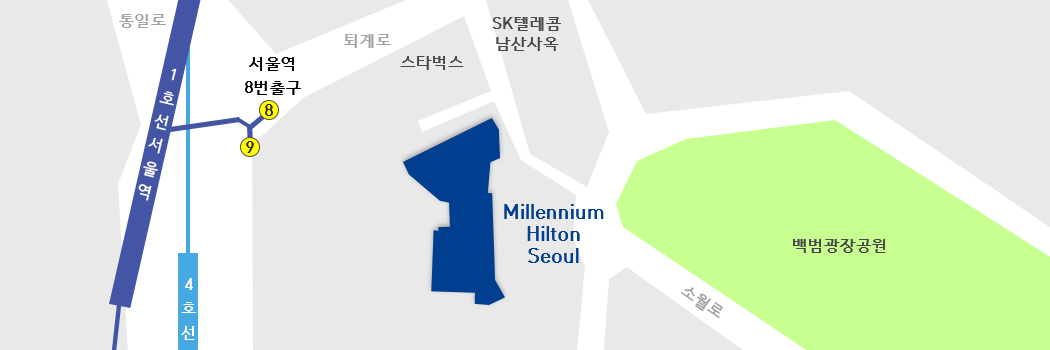 통일로
퇴계로
SK텔레콤
남산사옥
스타벅스
서울역
8번출구
8
9
1호선서울역
4호선
Millennium
Hilton
Seoul
백범광장공원
소월로